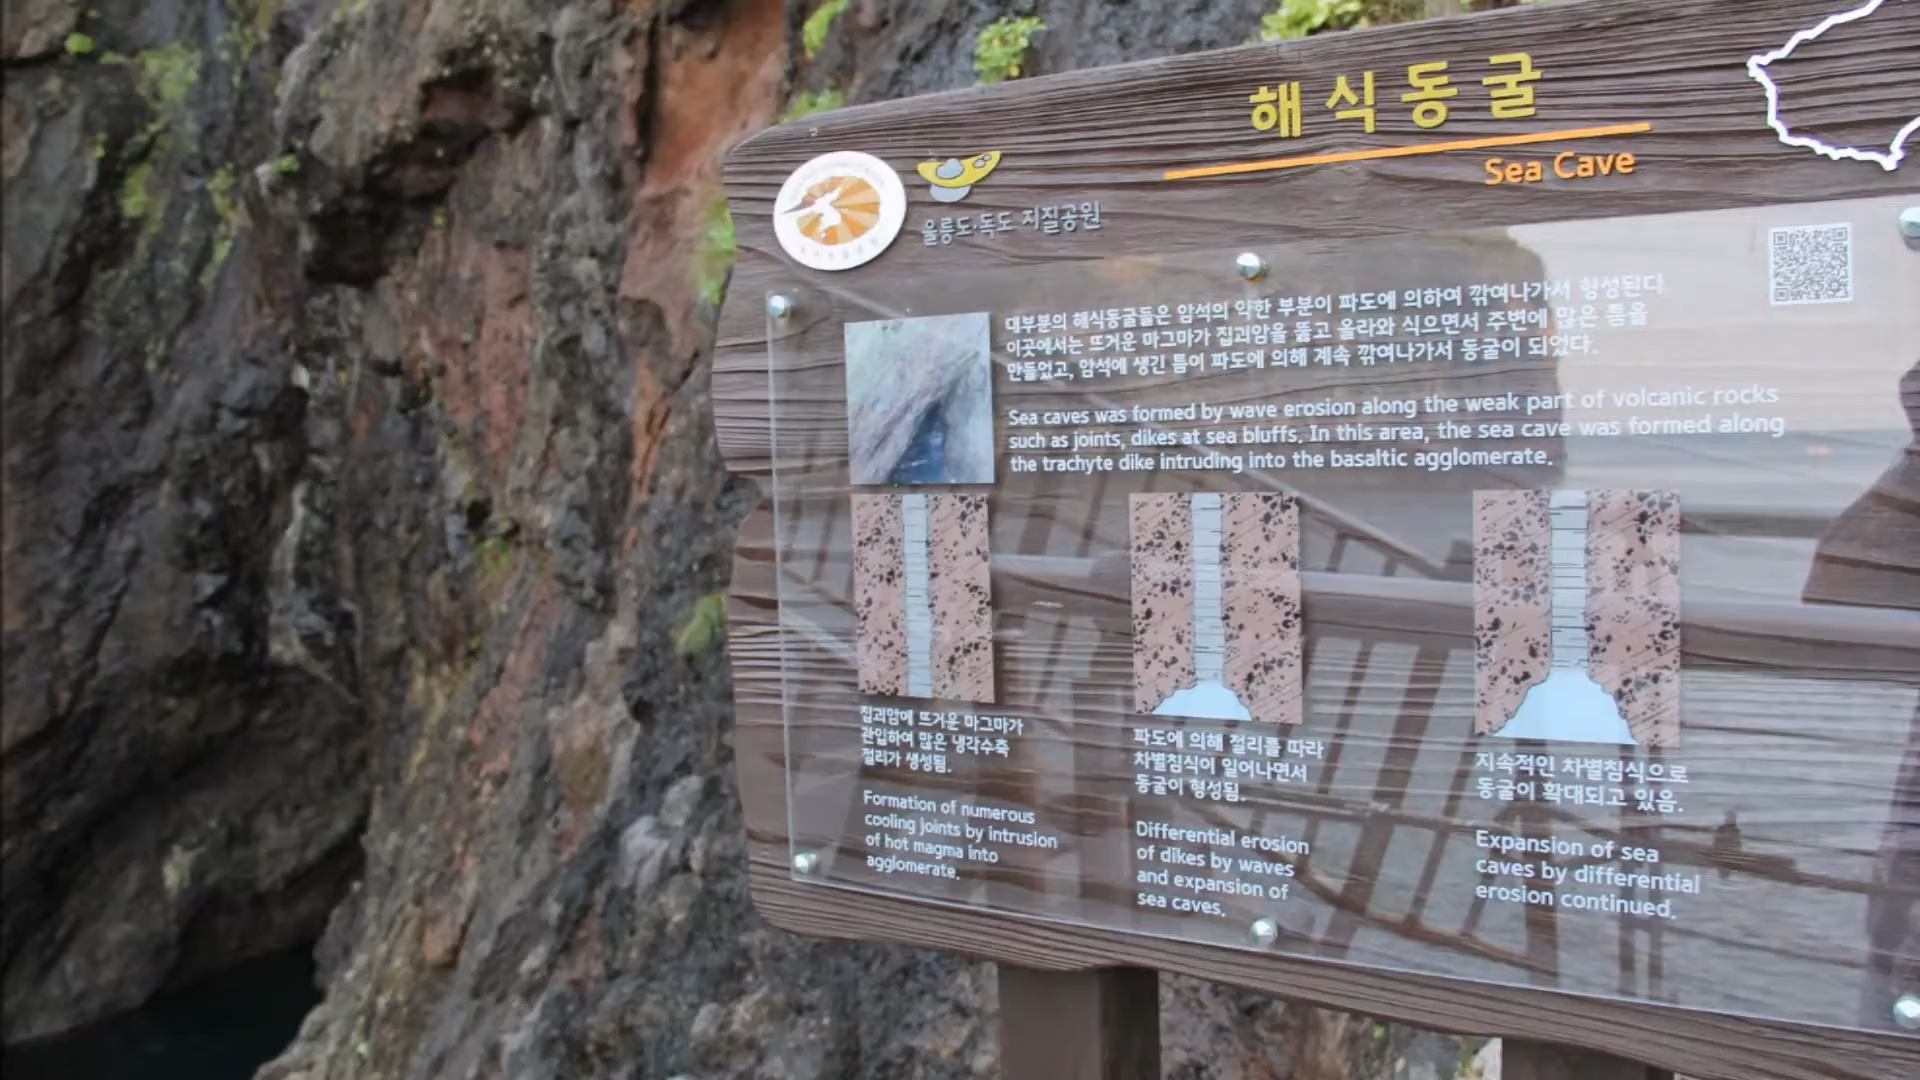 해식동굴
Sea Cave
울릉도·독도 지질공원
대부분의 해식동굴들은 암석의 약한 부분이 파도에 의하여 깎여나가서 형성된다
이곳에서는 뜨거운 마그마가 집괴암을 뚫고 올라와 식으면서 주변에 많은 틈을
만들었고, 암석에 생긴 틈이 파도에 의해 계속 깎여나가서 동굴이 되었다.
Sea caves was formed by wave erosion along the weak part of volcanic rocks
such as joints, dikes at sea bluffs. In this area, the sea cave was formed along
the trachyte dike intruding into the basaltic agglomerate.
집괴암에 뜨거운 마그마가
관입하여 많은 냉각수축
절리가 생성됨.
Formation of numerous
cooling joints by intrusion
of hot magma into
agglomerate.
파도에 의해 절리를 따라
차별침식이 일어나면서
동굴이 형성됨.
Differential erosion
of dikes by waves
and expansion of
sea caves.
지속적인 차별침식으로
동굴이 확대되고 있음.
Expansion of sea
caves by differential
erosion continued.